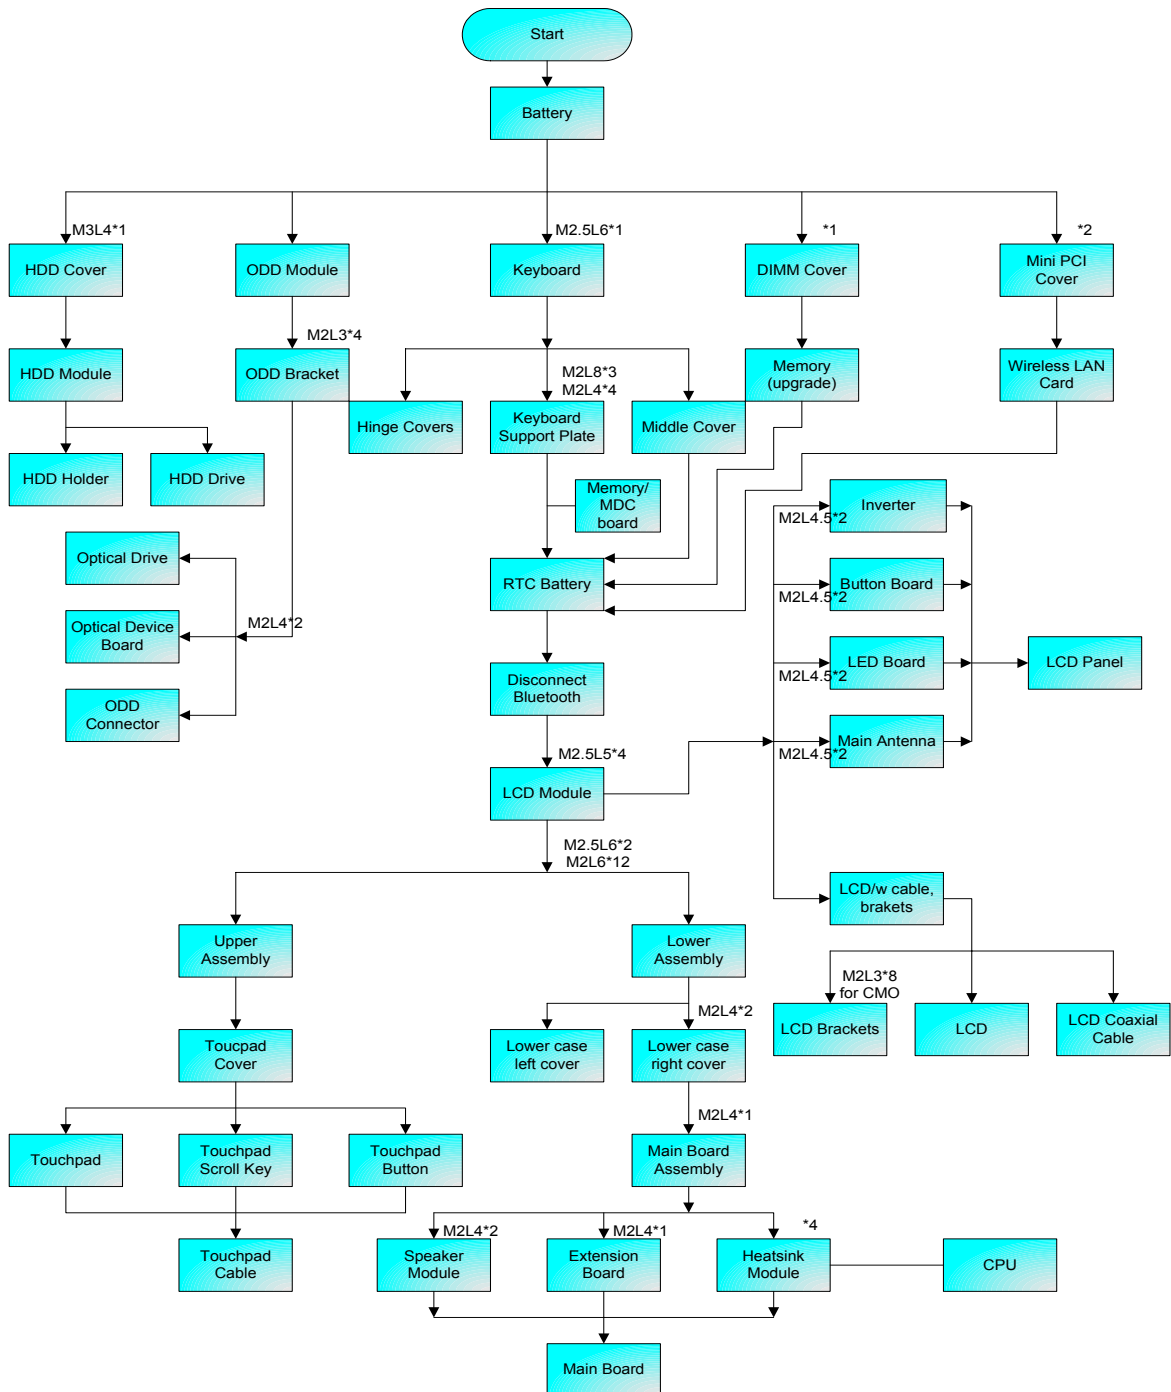 Start
Battery
M3L4*1
M2.5L6*1
*1
*2
HDD Cover
ODD Module
Keyboard
DIMM Cover
Mini PCI
Cover
M2L3*4
HDD Module
ODD Bracket
M2L8*3
M2L4*4
Memory
(upgrade)
Wireless LAN
Card
Hinge Covers
Keyboard
Support Plate
Middle Cover
HDD Holder
HDD Drive
Memory/
MDC
board
Inverter
M2L4.5*2
Optical Drive
RTC Battery
Button Board
M2L4.5*2
Optical Device
Board
M2L4*2
LED Board
M2L4.5*2
LCD Panel
ODD
Connector
Disconnect
Bluetooth
Main Antenna
M2L4.5*2
M2.5L5*4
LCD Module
M2.5L6*2
M2L6*12
LCD/w cable,
brakets
Upper
Assembly
Lower
Assembly
M2L3*8
for CMO
M2L4*2
LCD Brackets
LCD
LCD Coaxial
Cable
Toucpad
Cover
Lower case
left cover
Lower case
right cover
M2L4*1
Touchpad
Touchpad
Scroll Key
Touchpad
Button
Main Board
Assembly
M2L4*2
M2L4*1
*4
Touchpad
Cable
Speaker
Module
Extension
Board
Heatsink
Module
CPU
Main Board